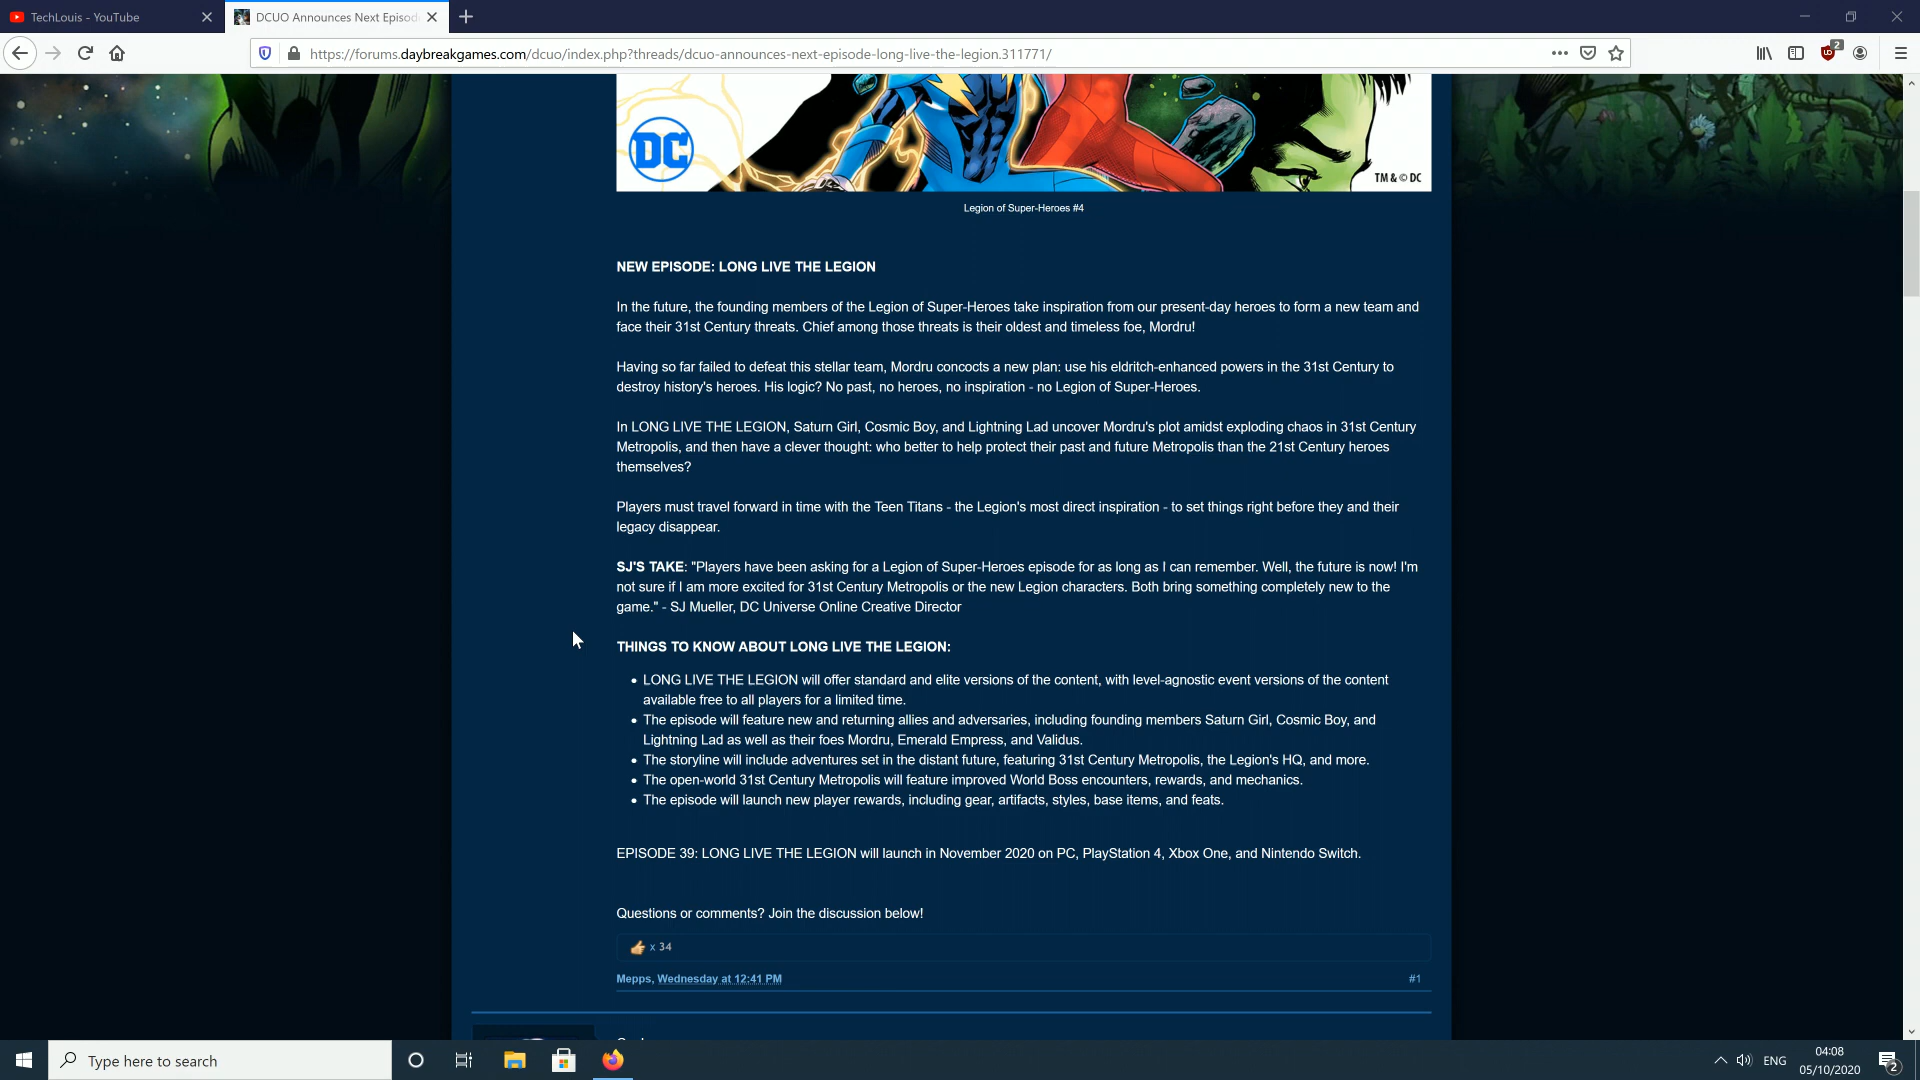 TechLouis - YouTube
DCUO Announces Next Episod
https://forums.daybreakgames.com/dcuo/index.php?threads/dcuo-announces-next-episode-long-live-the-legion.311771/
2
DC
TM & © DC
Legion of Super-Heroes #4
NEW EPISODE: LONG LIVE THE LEGION
In the future, the founding members of the Legion of Super-Heroes take inspiration from our present-day heroes to form a new team and
face their 31st Century threats. Chief among those threats is their oldest and timeless foe, Mordru!
Having so far failed to defeat this stellar team, Mordru concocts a new plan: use his eldritch-enhanced powers in the 31st Century to
destroy history's heroes. His logic? No past, no heroes, no inspiration - no Legion of Super-Heroes.
In LONG LIVE THE LEGION, Saturn Girl, Cosmic Boy, and Lightning Lad uncover Mordru's plot amidst exploding chaos in 31st Century
Metropolis, and then have a clever thought: who better to help protect their past and future Metropolis than the 21st Century heroes
themselves?
Players must travel forward in time with the Teen Titans - the Legion's most direct inspiration - to set things right before they and their
legacy disappear.
SJ'S TAKE: "Players have been asking for a Legion of Super-Heroes episode for as long as I can remember. Well, the future is now! I'm
not sure if I am more excited for 31st Century Metropolis or the new Legion characters. Both bring something completely new to the
game." - SJ Mueller, DC Universe Online Creative Director
THINGS TO KNOW ABOUT LONG LIVE THE LEGION:
• LONG LIVE THE LEGION will offer standard and elite versions of the content, with level-agnostic event versions of the content
available free to all players for a limited time.
• The episode will feature new and returning allies and adversaries, including founding members Saturn Girl, Cosmic Boy, and
Lightning Lad as well as their foes Mordru, Emerald Empress, and Validus.
• The storyline will include adventures set in the distant future, featuring 31st Century Metropolis, the Legion's HQ, and more.
• The open-world 31st Century Metropolis will feature improved World Boss encounters, rewards, and mechanics.
• The episode will launch new player rewards, including gear, artifacts, styles, base items, and feats.
EPISODE 39: LONG LIVE THE LEGION will launch in November 2020 on PC, PlayStation 4, Xbox One, and Nintendo Switch.
Questions or comments? Join the discussion below!
x 34
Mepps, Wednesday at 12:41 PM
#1
Type here to search
ENG
04:08
05/10/2020
2